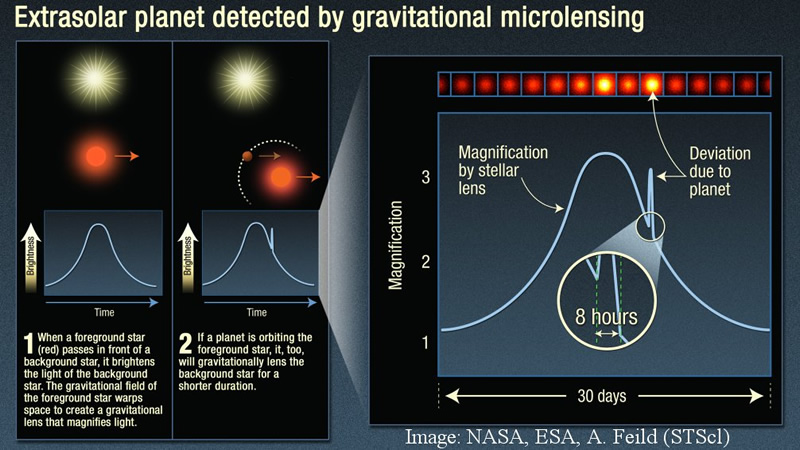 Extrasolar planet detected by gravitational microlensing
Brightness
Time
1 When a foreground star
(red) passes in front of a
background star, it brightens
the light of the background
star. The gravitational field of
the foreground star warps
space to create a gravitational
lens that magnifies light.
Brightness
Time
2 If a planet is orbiting the
foreground star, it, too,
will gravitationally lens the
background star for a
shorter duration.
Magnification
by stellar
lens
Deviation
due to
planet
Magnification
3
2
1
8 hours
30 days
Image: NASA, ESA, A. Feild (STScl)